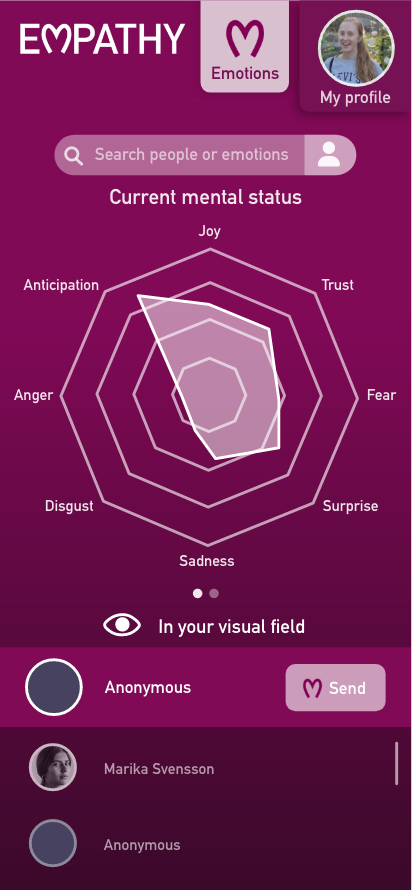 EMPATHY
Emotions
My profile
Search people or emotions
Current mental status
Joy
Anticipation
Trust
Anger
Fear
Disgust
Surprise
Sadness
In your visual field
Anonymous
Send
Marika Svensson
Anonymous